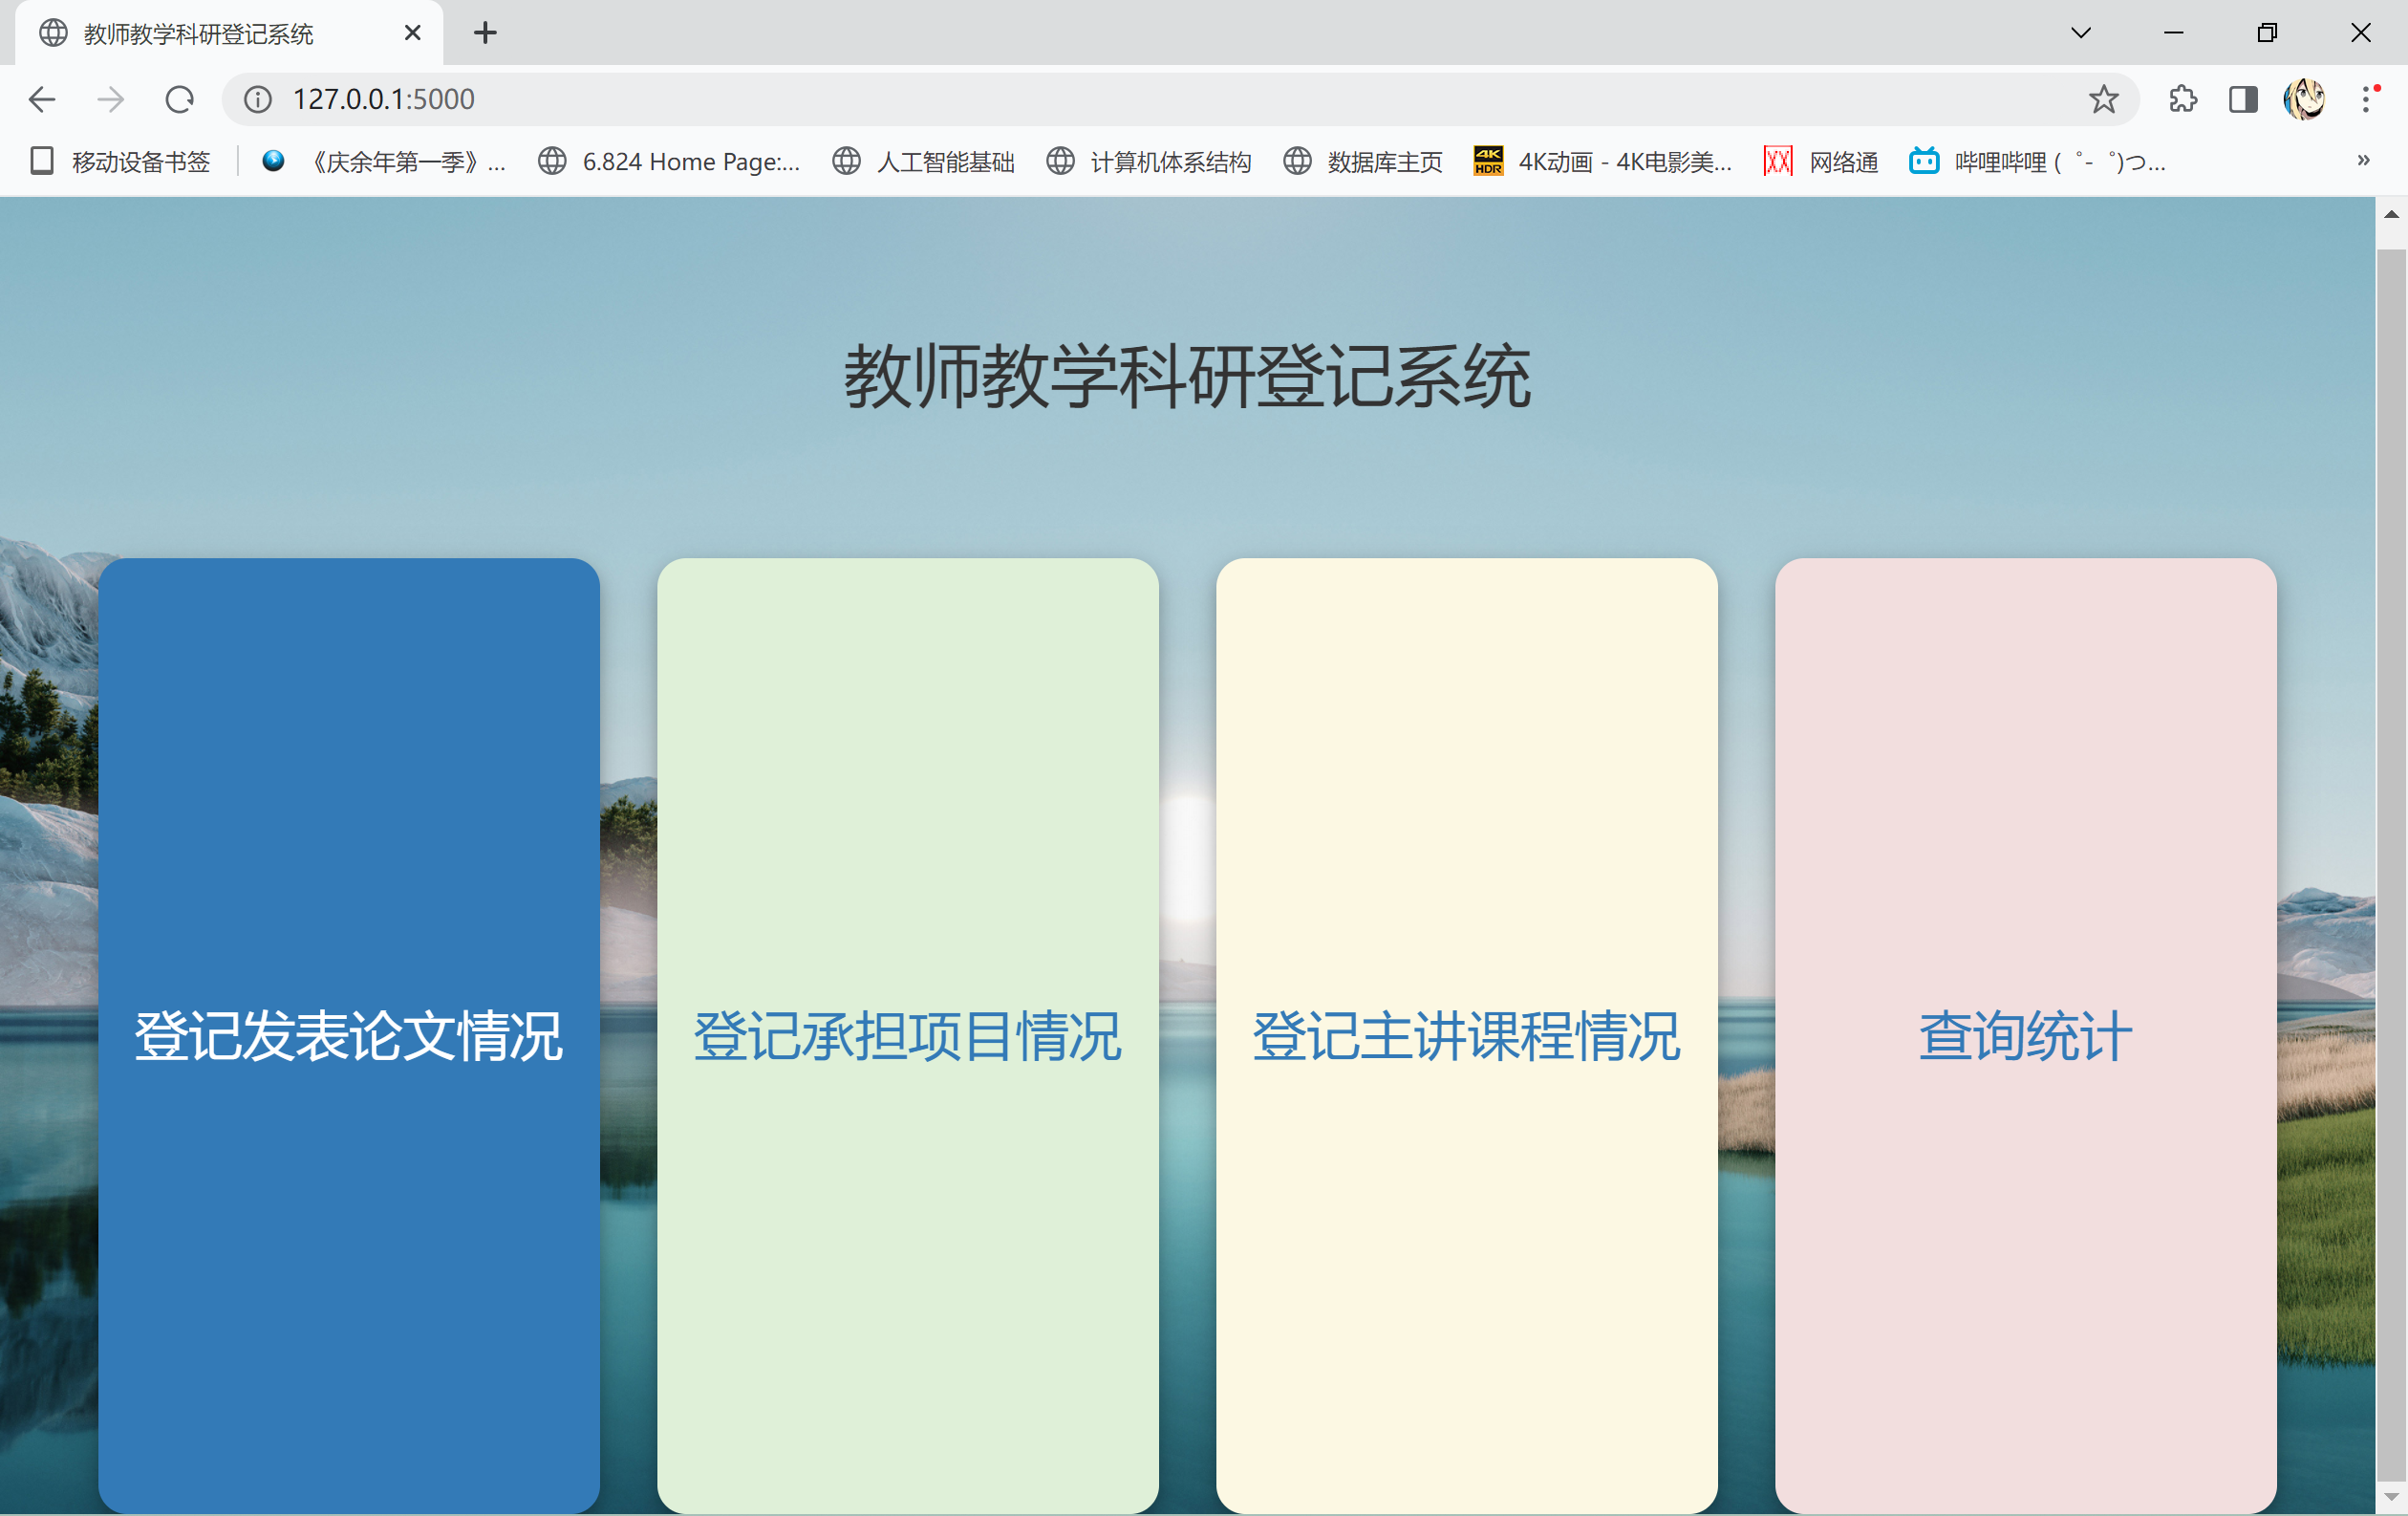 教师教学科研登记系统
127.0.0.1:5000
移动设备书签
《庆余年第一季》...
6.824 Home Page:...
人工智能基础
计算机体系结构
数据库主页
4K HDR
4K动画 - 4K电影美...
网络通
哔哩哔哩 (゜-゜)つ...
教师教学科研登记系统
登记发表论文情况
登记承担项目情况
登记主讲课程情况
查询统计